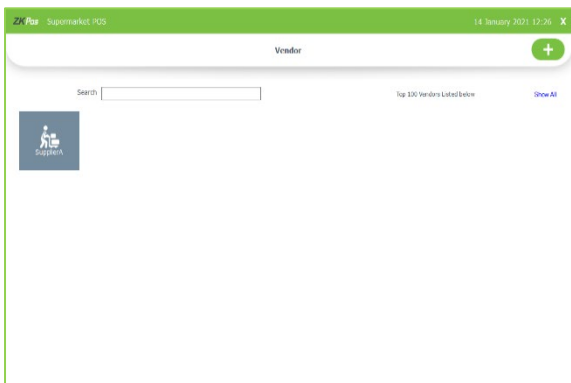 ZKPos Supermarket POS 14 January 2021 12:26 X
Vendor +
Search Top 100 Vendors Listed below Show All
SupplierA